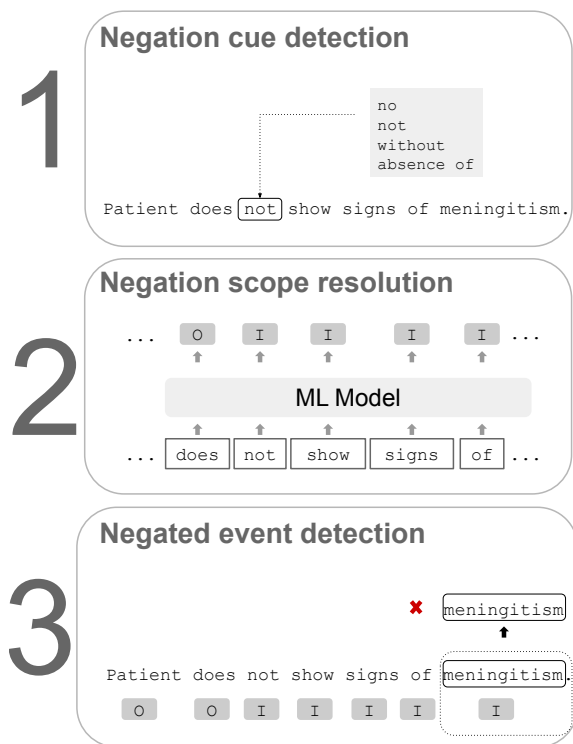 1
Negation cue detection
no
not
without
absence of
Patient does not show signs of meningitism.
2
Negation scope resolution
... O I I I I ...
ML Model
... does not show signs of ...
3
Negated event detection
✖ meningitism
Patient does not show signs of meningitism.
O O I I I I I